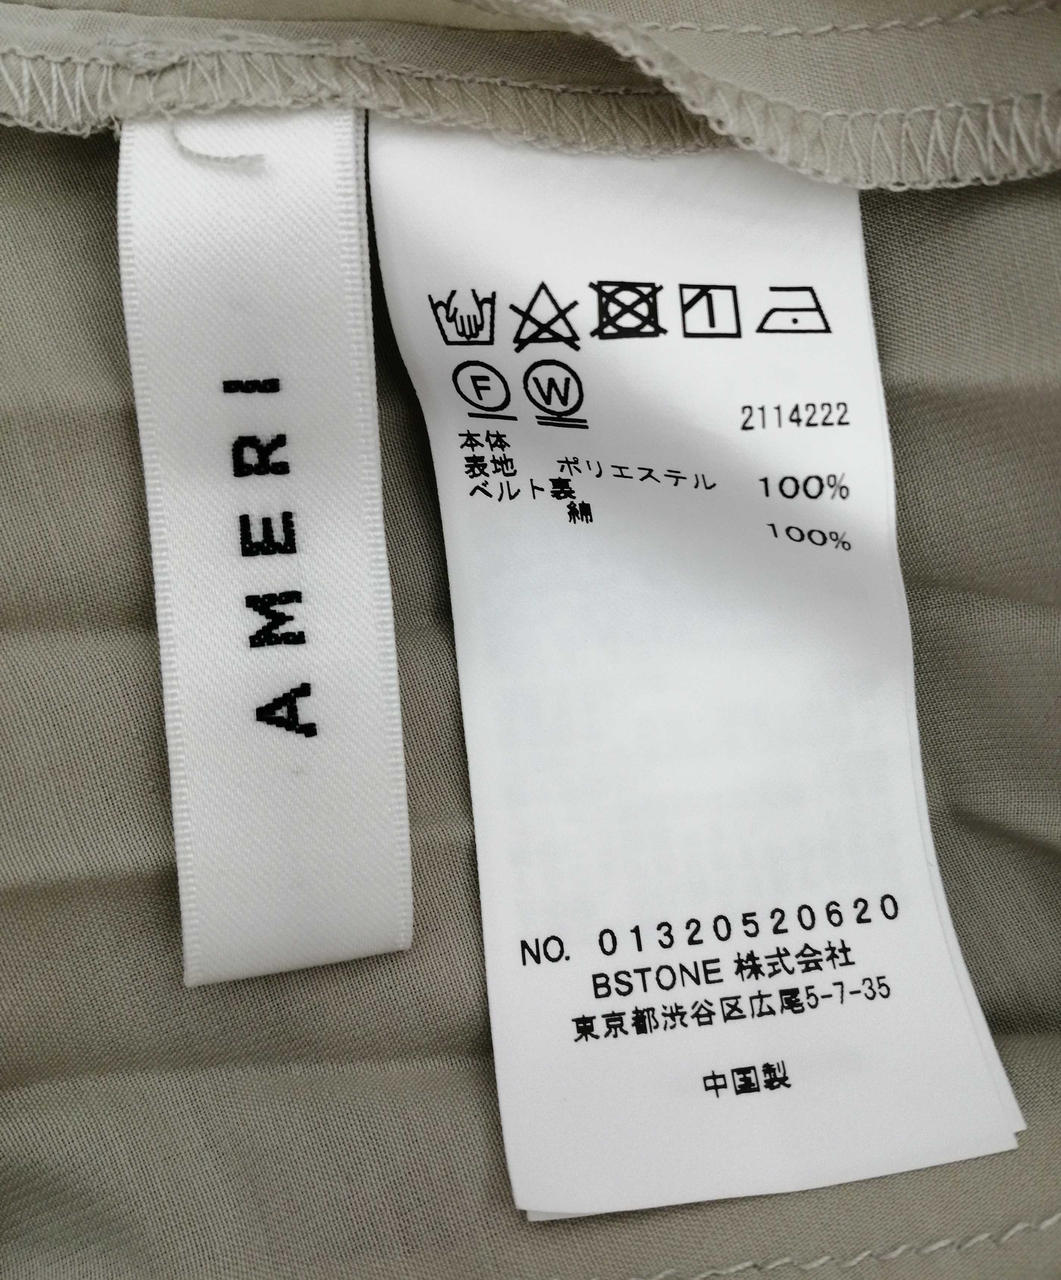 AMERI
F W
2114222
本体
表地 ポリエステル 100%
ベルト裏
綿 100%
NO. 01320520620
BSTONE 株式会社
東京都渋谷区広尾5-7-35
中国製